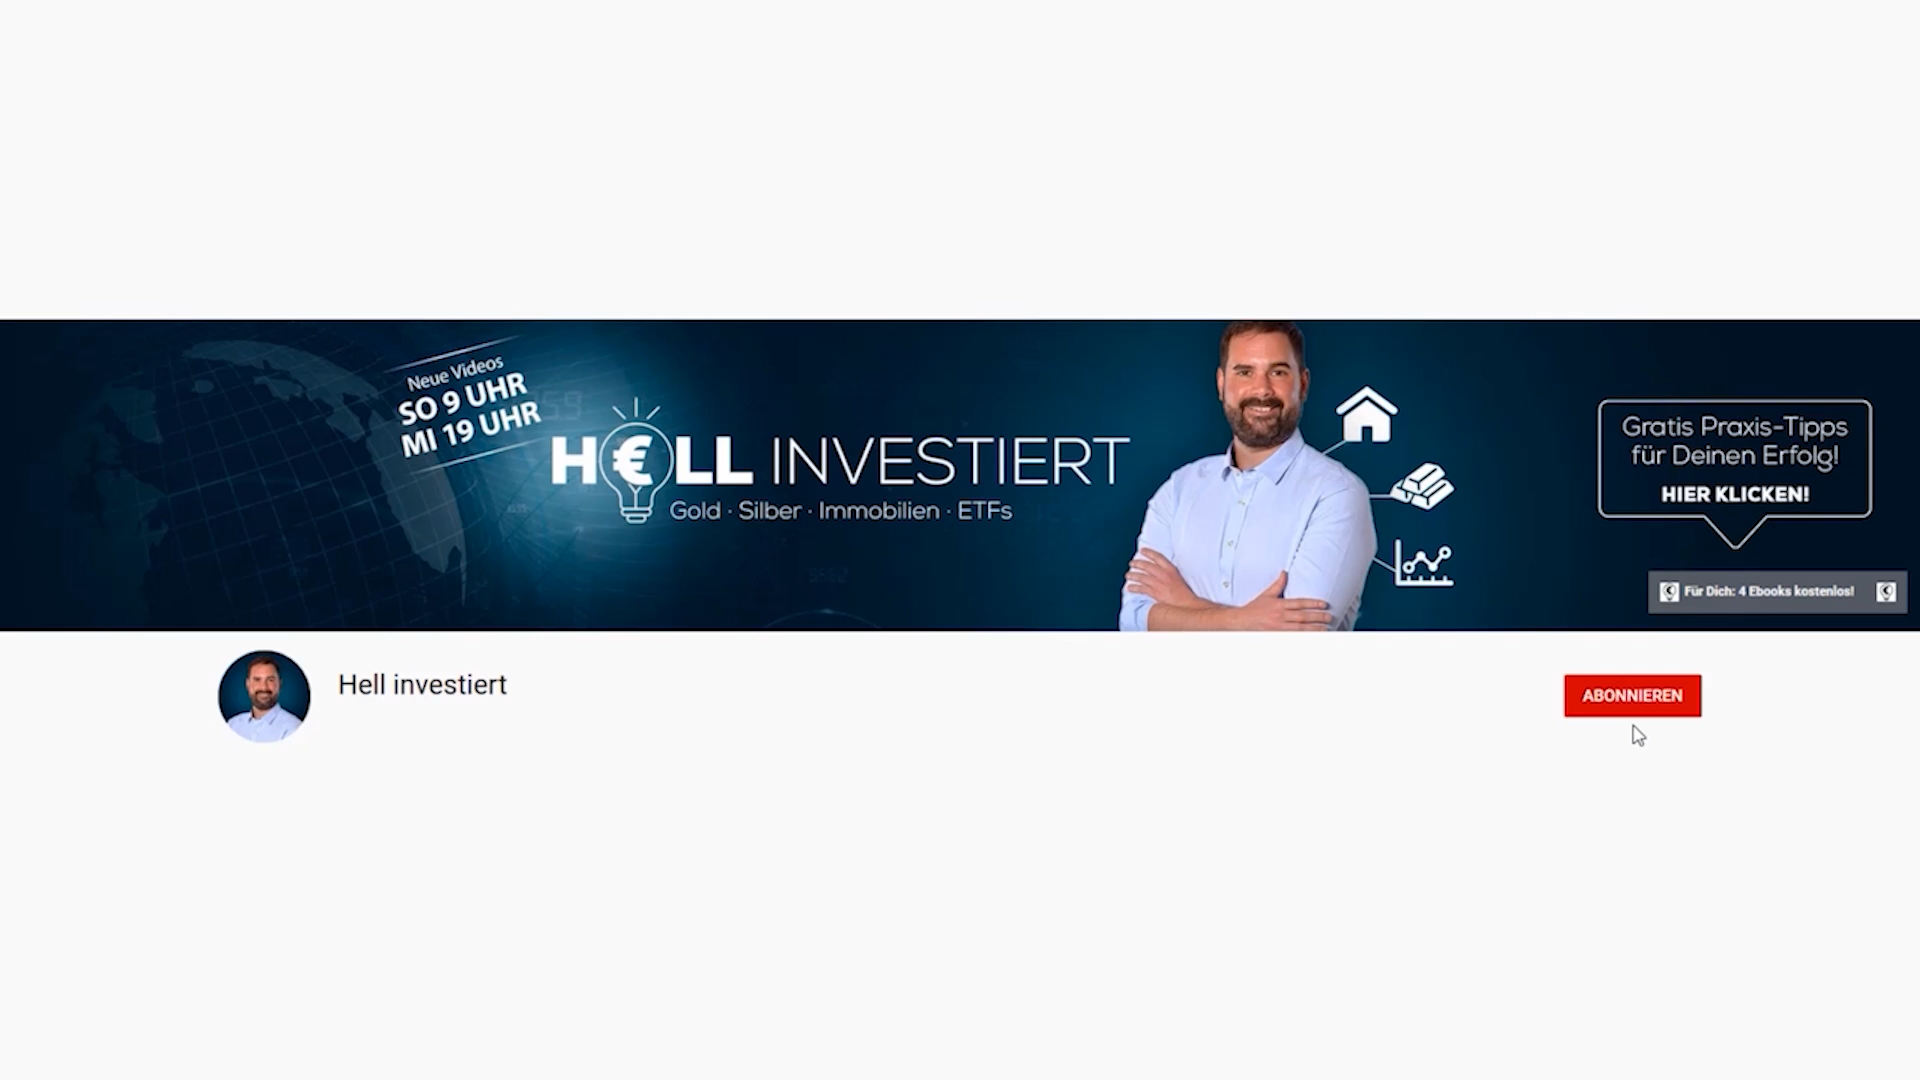 Neue Videos
SO 9 UHR
MI 19 UHR
H€LL INVESTIERT
Gold · Silber · Immobilien · ETFs
Gratis Praxis-Tipps
für Deinen Erfolg!
HIER KLICKEN!
Für Dich: 4 Ebooks kostenlos!
Hell investiert
ABONNIEREN